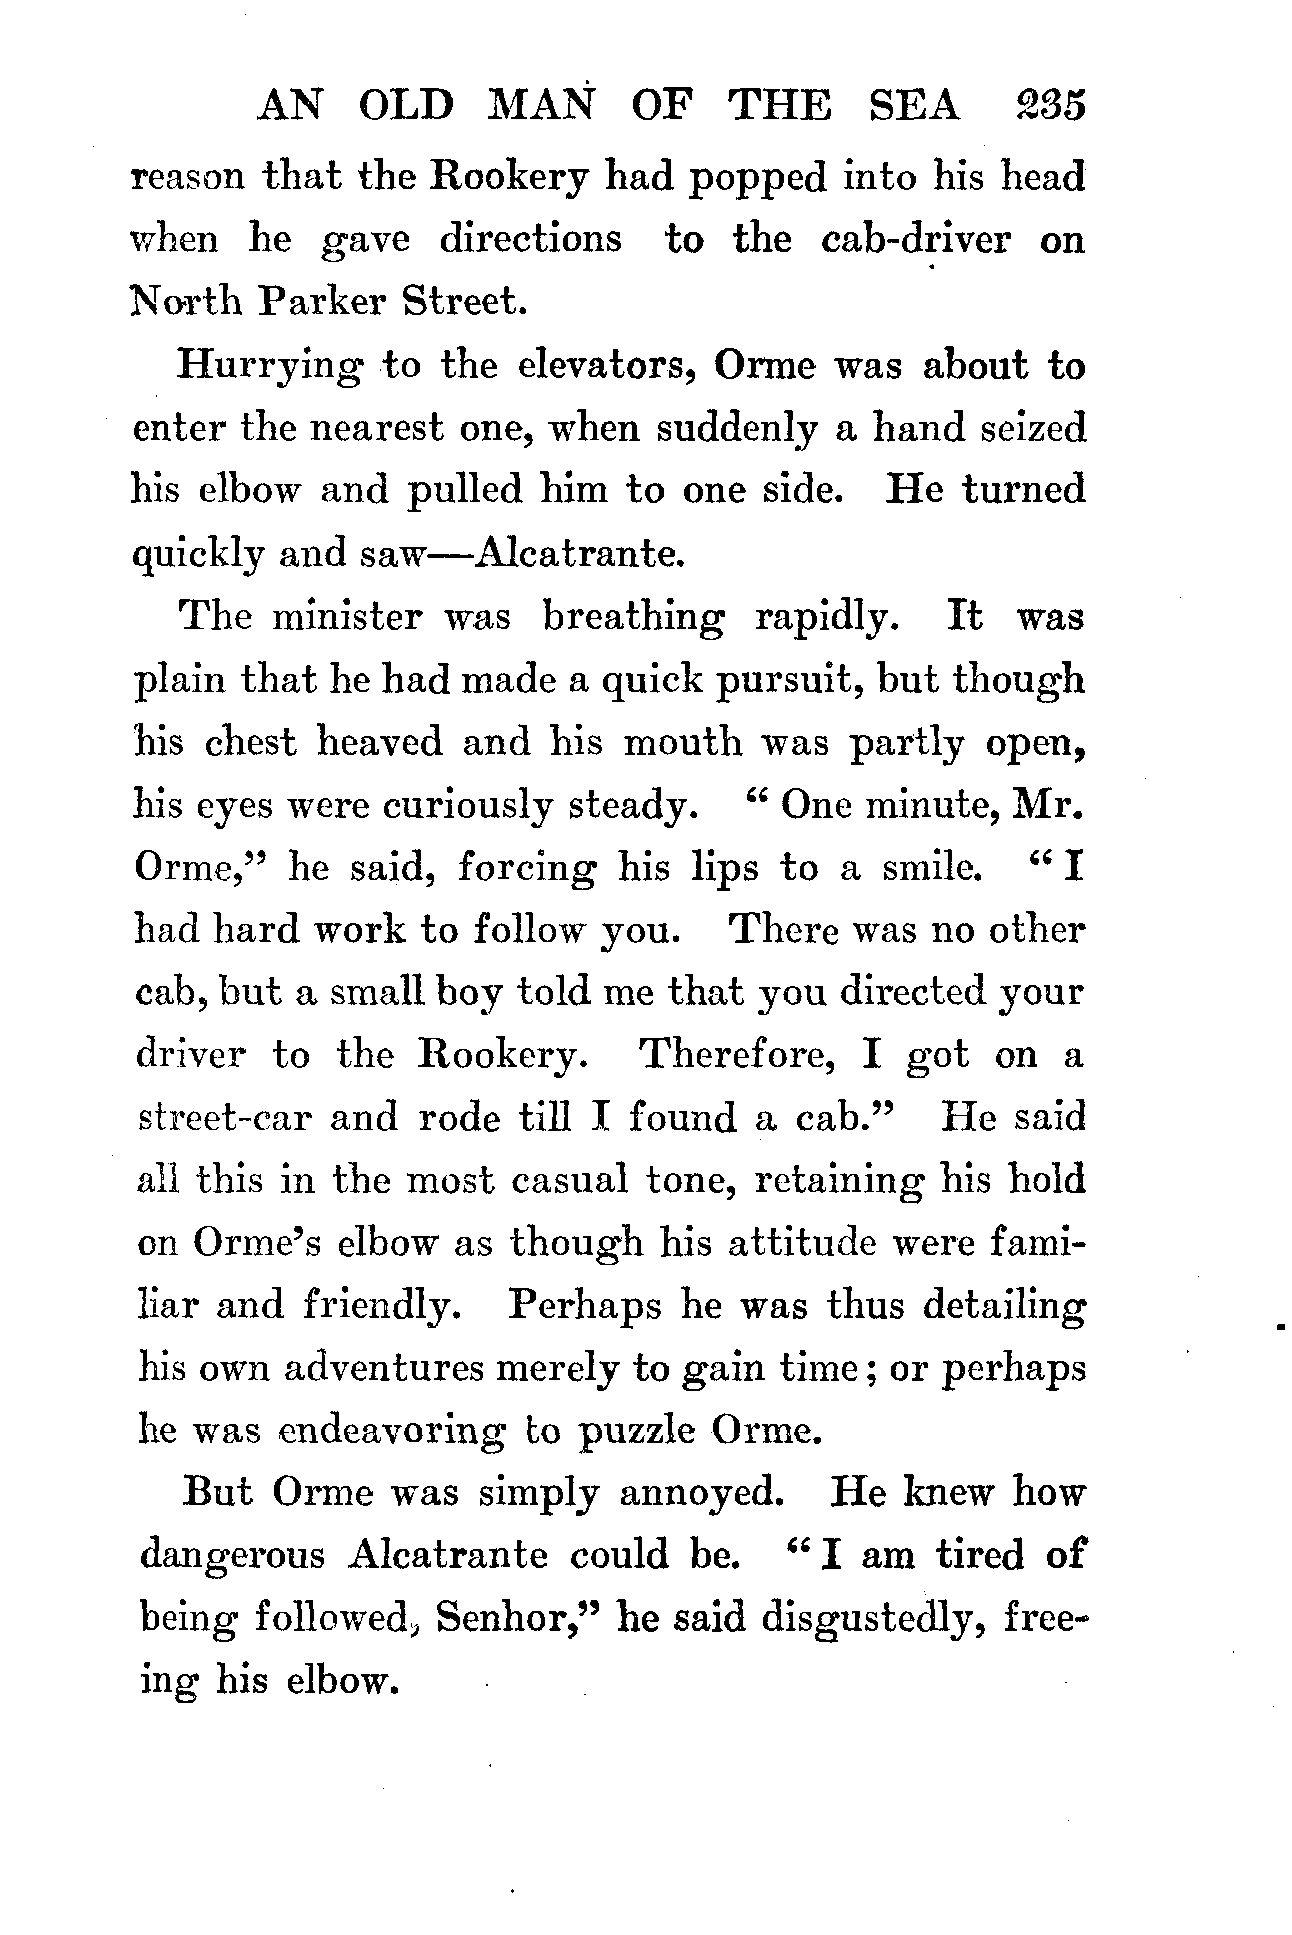 AN OLD MAN OF THE SEA 235
reason that the Rookery had popped into his head
when he gave directions to the cab-driver on
North Parker Street.
Hurrying to the elevators, Orme was about to
enter the nearest one, when suddenly a hand seized
his elbow and pulled him to one side. He turned
quickly and saw—Alcatrante.
The minister was breathing rapidly. It was
plain that he had made a quick pursuit, but though
his chest heaved and his mouth was partly open,
his eyes were curiously steady. “ One minute, Mr.
Orme,” he said, forcing his lips to a smile. “ I
had hard work to follow you. There was no other
cab, but a small boy told me that you directed your
driver to the Rookery. Therefore, I got on a
street-car and rode till I found a cab.” He said
all this in the most casual tone, retaining his hold
on Orme’s elbow as though his attitude were fami-
liar and friendly. Perhaps he was thus detailing
his own adventures merely to gain time; or perhaps
he was endeavoring to puzzle Orme.
But Orme was simply annoyed. He knew how
dangerous Alcatrante could be. “ I am tired of
being followed, Senhor,” he said disgustedly, free-
ing his elbow.